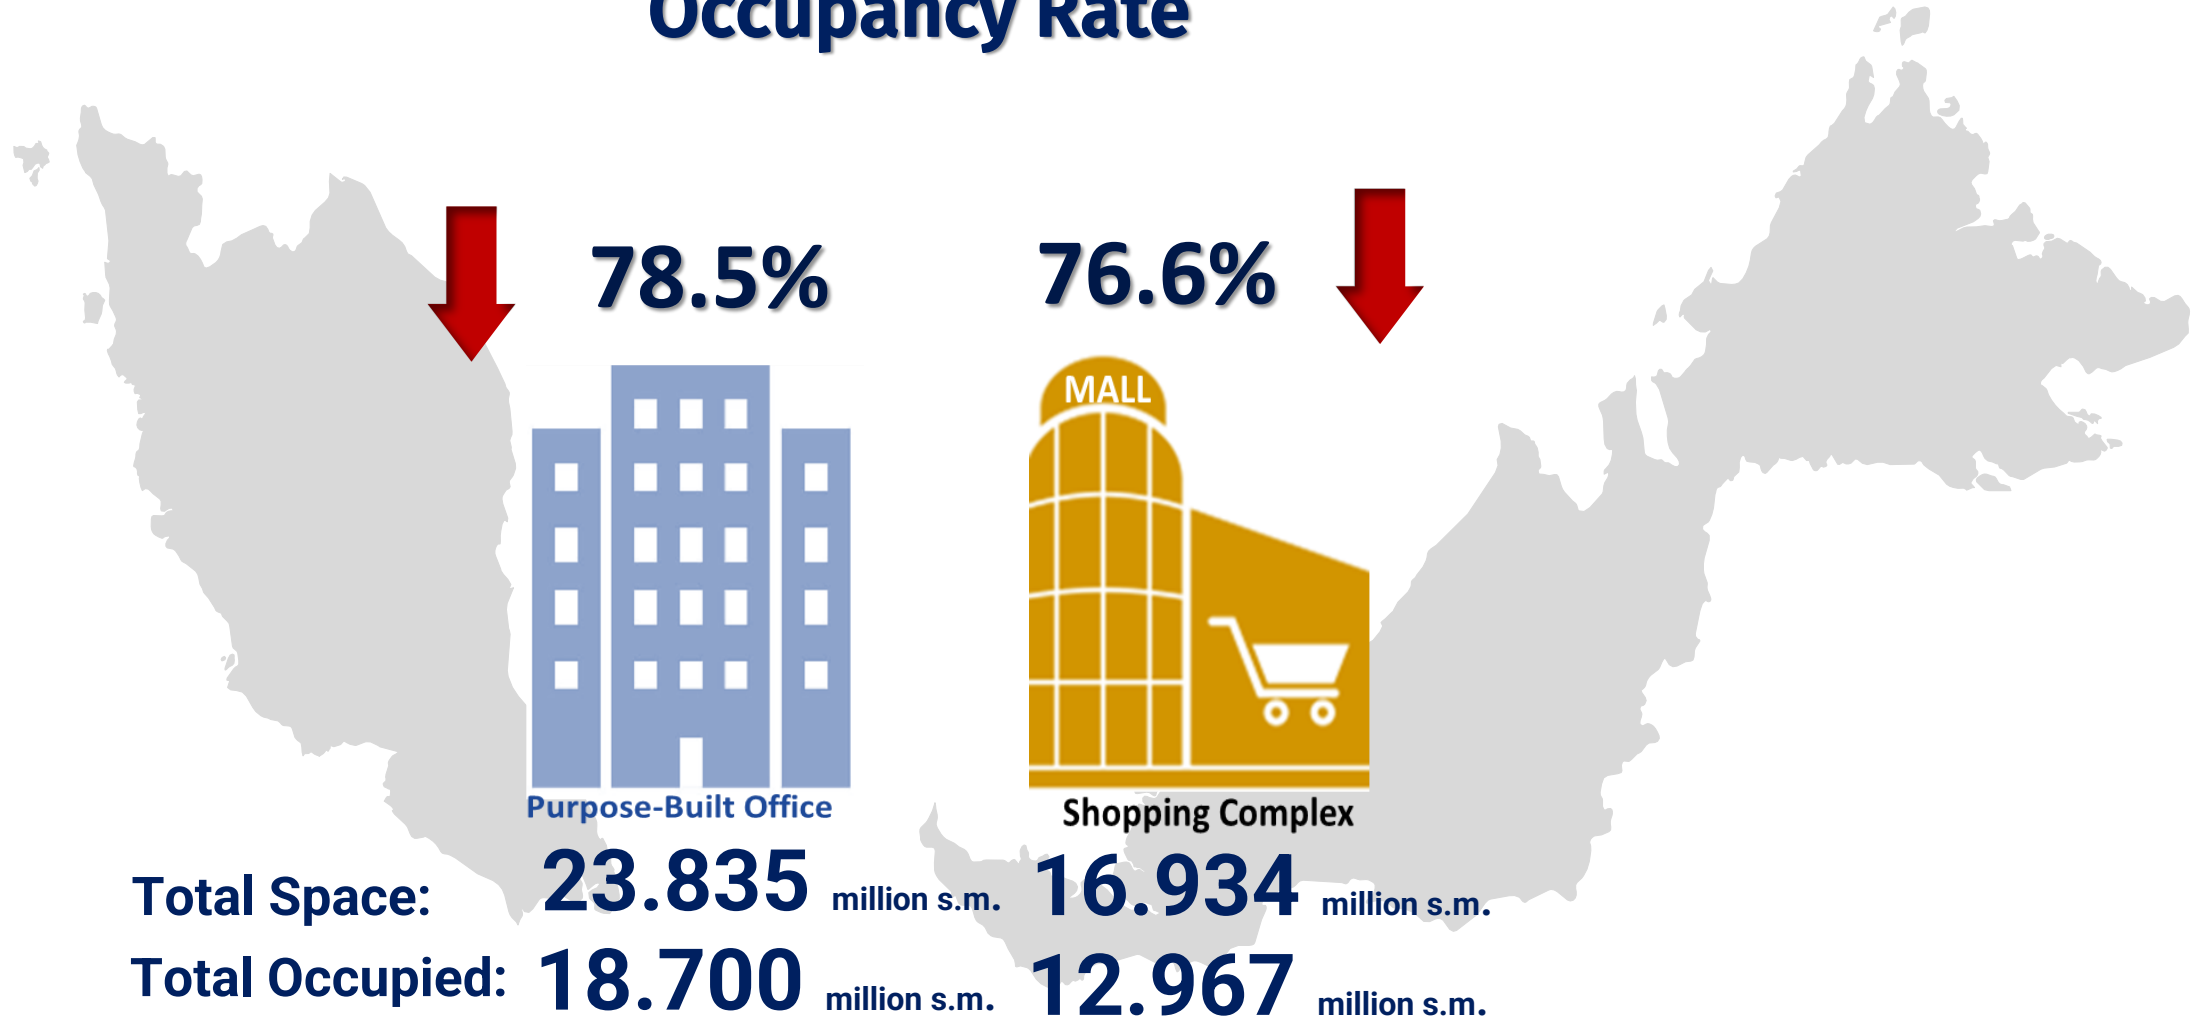 Occupancy Rate
78.5%
76.6%
MALL
Purpose-Built Office
Shopping Complex
Total Space: 23.835 million s.m. 16.934 million s.m.
Total Occupied: 18.700 million s.m. 12.967 million s.m.